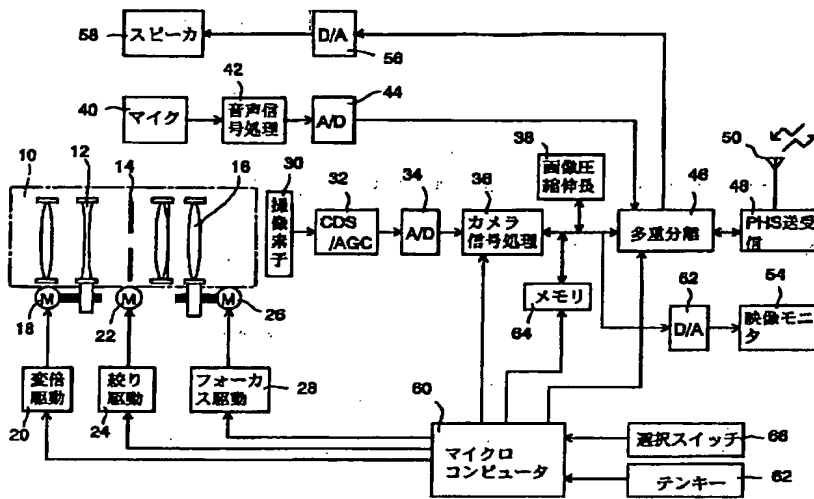 58
スピーカ
D/A
56
42
44
40
マイク
音声信
号処理
A/D
50
10
12
14
16
30
撮像素子
32
CDS
/AGC
34
A/D
36
カメラ
信号処理
38
画像圧
縮伸長
46
多重分離
48
PHS送受
信
18
M
22
M
M
26
メモリ
64
62
D/A
54
映像モニ
タ
変倍
駆動
20
絞り
駆動
24
フォーカ
ス駆動
28
60
マイクロ
コンピュータ
選択スイッチ
66
テンキー
62